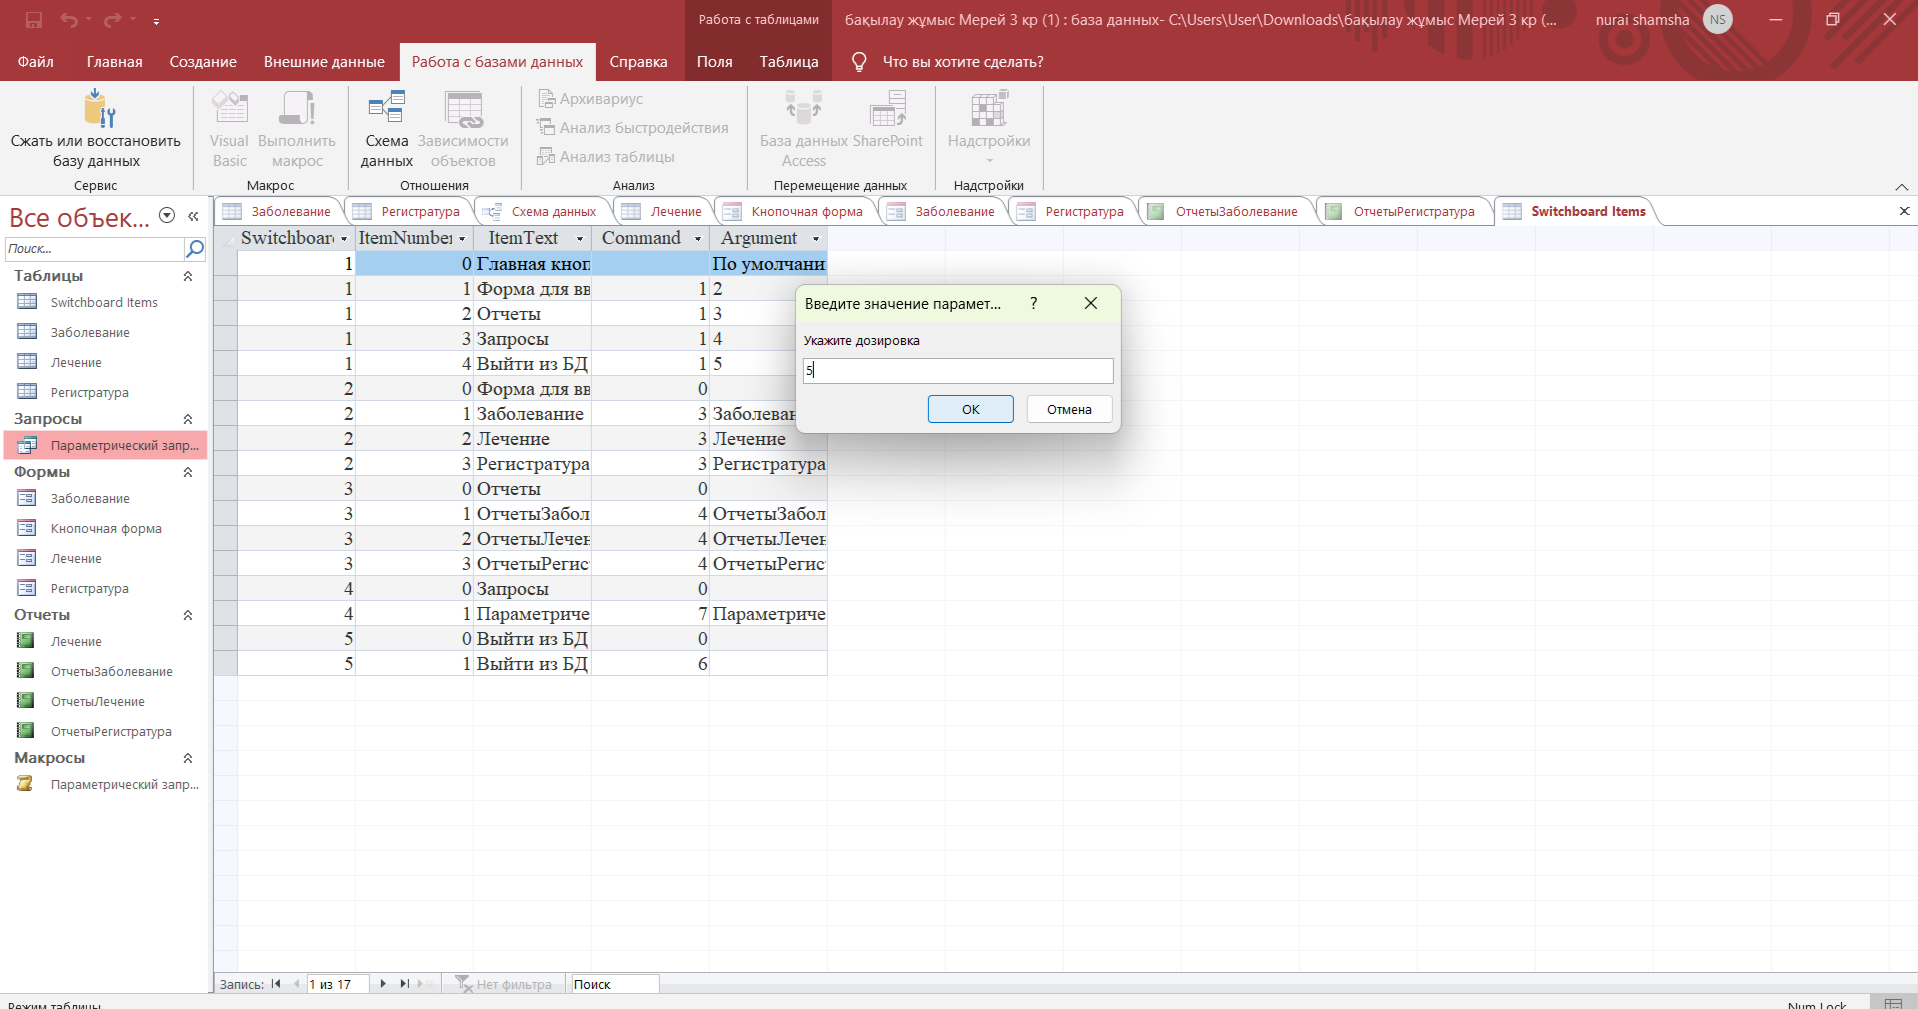 Работа с таблицами
бақылау жұмыс Мерей 3 кр (1) : база данных- C:\Users\User\Downloads\бақылау жұмыс Мерей 3 кр (...
nurai shamsha
NS
Файл
Главная
Создание
Внешние данные
Работа с базами данных
Справка
Поля
Таблица
Что вы хотите сделать?
Сжать или восстановить
базу данных
Visual
Basic
Выполнить
макрос
Схема
данных
Зависимости
объектов
Архивариус
Анализ быстродействия
Анализ таблицы
База данных
Access
SharePoint
Надстройки
Сервис
Макрос
Отношения
Анализ
Перемещение данных
Надстройки
Все объек...
Поиск...
Таблицы
Switchboard Items
Заболевание
Лечение
Регистратура
Запросы
Параметрический запр...
Формы
Заболевание
Кнопочная форма
Лечение
Регистратура
Отчеты
Лечение
ОтчетыЗаболевание
ОтчетыЛечение
ОтчетыРегистратура
Макросы
Параметрический запр...
Заболевание
Регистратура
Схема данных
Лечение
Кнопочная форма
Заболевание
Регистратура
ОтчетыЗаболевание
ОтчетыРегистратура
Switchboard Items
Switchboar ItemNumber ItemText Command Argument
1 0 Главная кноп По умолчани
1 1 Форма для вв 1 2
1 2 Отчеты 1 3
1 3 Запросы 1 4
1 4 Выйти из БД 1 5
2 0 Форма для вв 0
2 1 Заболевание 3 Заболеван
2 2 Лечение 3 Лечение
2 3 Регистратура 3 Регистратура
3 0 Отчеты 0
3 1 ОтчетыЗабол 4 ОтчетыЗабол
3 2 ОтчетыЛечен 4 ОтчетыЛечен
3 3 ОтчетыРегис 4 ОтчетыРегис
4 0 Запросы 0
4 1 Параметриче 7 Параметриче
5 0 Выйти из БД 0
5 1 Выйти из БД 6
Введите значение парамет...
?
Укажите дозировка
5
ОК
Отмена
Запись:
1 из 17
Нет фильтра
Поиск
Режим таблицы
Num Lock